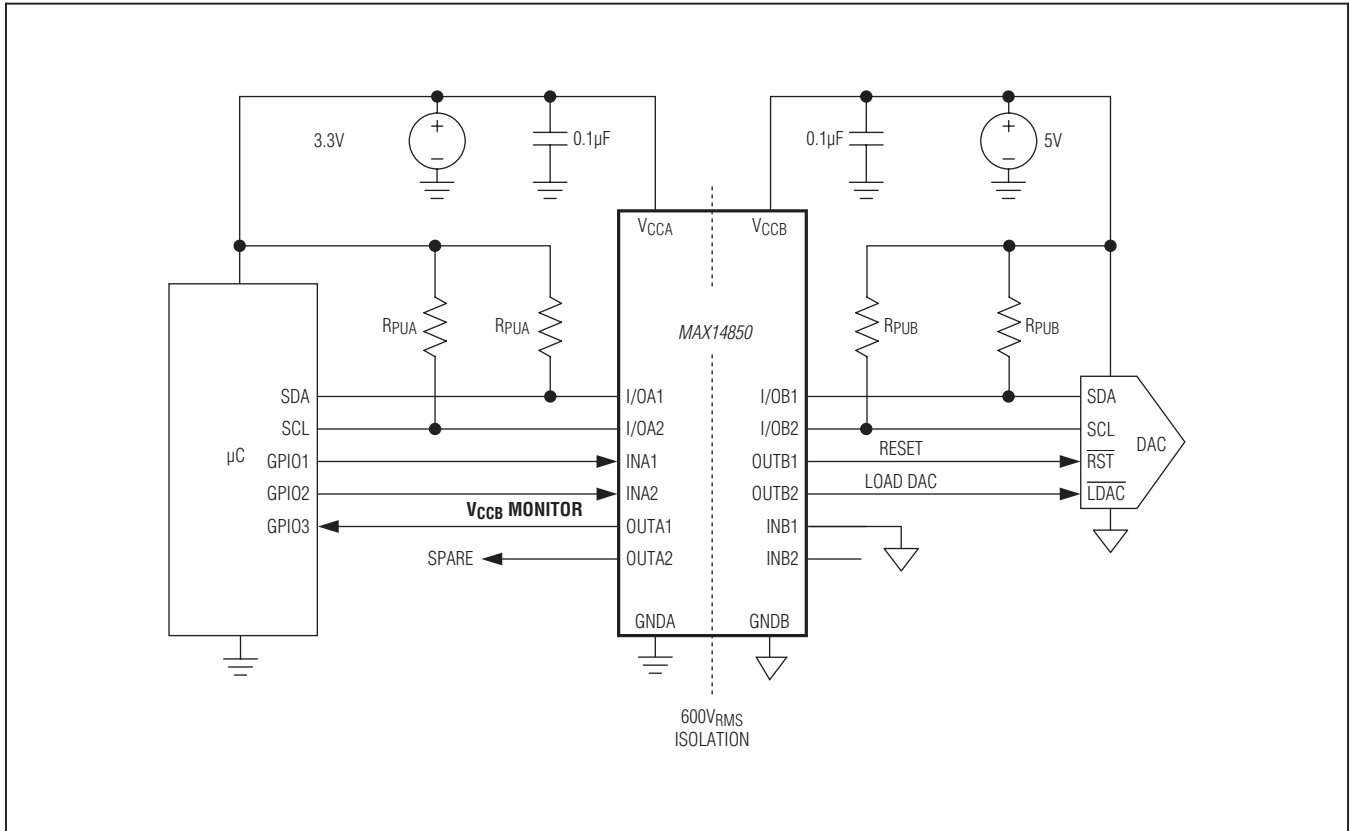 3.3V
+
−
0.1µF
0.1µF
+
−
5V
VCCA
VCCB
RPUA
RPUA
MAX14850
RPUB
RPUB
µC
SDA
SCL
GPIO1
GPIO2
GPIO3
VCCB MONITOR
SPARE
I/OA1
I/OA2
INA1
INA2
OUTA1
OUTA2
GNDA
I/OB1
I/OB2
OUTB1
OUTB2
INB1
INB2
GNDB
RESET
LOAD DAC
SDA
SCL
RST
LDAC
DAC
600VRMS
ISOLATION